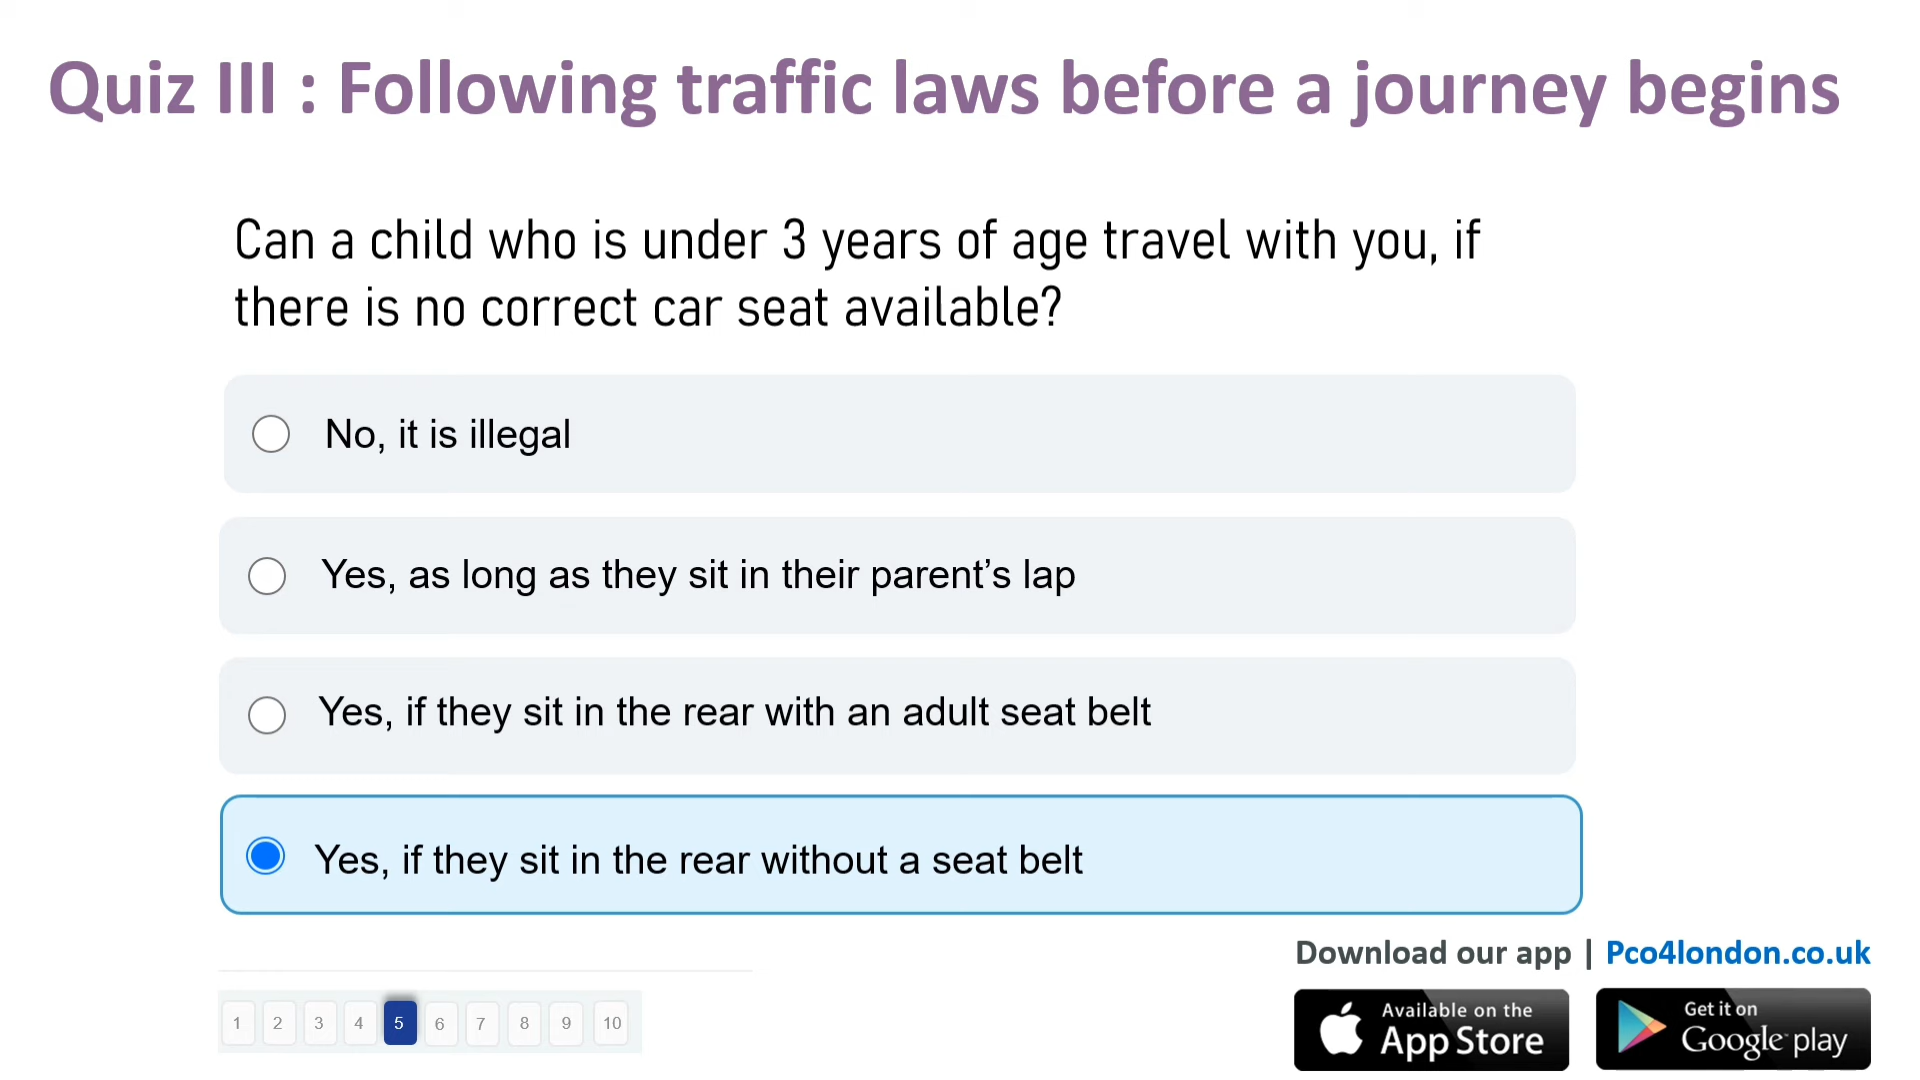 Quiz III : Following traffic laws before a journey begins
Can a child who is under 3 years of age travel with you, if
there is no correct car seat available?
No, it is illegal
Yes, as long as they sit in their parent’s lap
Yes, if they sit in the rear with an adult seat belt
Yes, if they sit in the rear without a seat belt
Download our app | Pco4london.co.uk
1 2 3 4 5 6 7 8 9 10
Available on the
App Store
Get it on
Google play